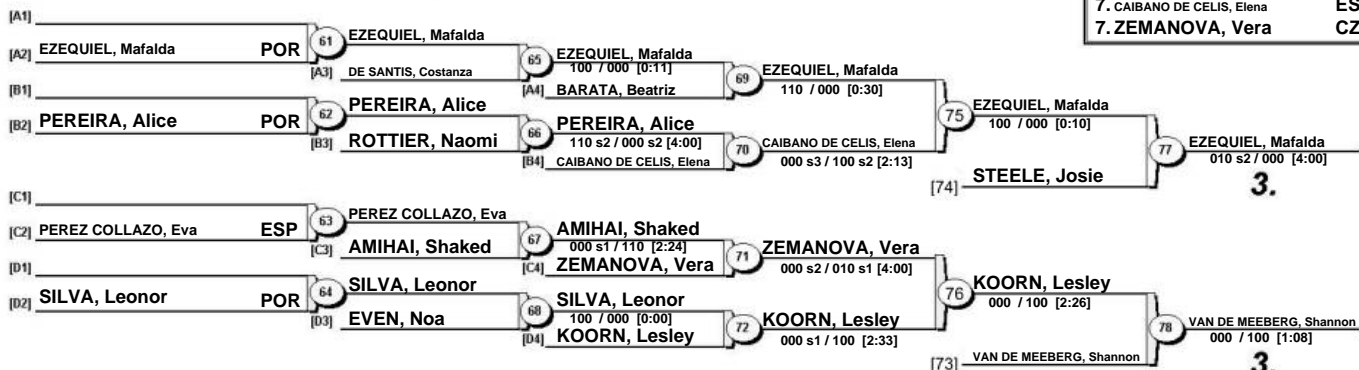 7. CAIBANO DE CELIS, Elena ES
7. ZEMANOVA, Vera CZ
[A1]
[A2] EZEQUIEL, Mafalda POR
61 EZEQUIEL, Mafalda
[A3] DE SANTIS, Costanza
65 EZEQUIEL, Mafalda
100 / 000 [0:11]
[A4] BARATA, Beatriz
69 EZEQUIEL, Mafalda
110 / 000 [0:30]
[B1]
[B2] PEREIRA, Alice POR
62 PEREIRA, Alice
[B3] ROTTIER, Naomi
66 PEREIRA, Alice
110 s2 / 000 s2 [4:00]
[B4] CAIBANO DE CELIS, Elena
70 CAIBANO DE CELIS, Elena
000 s3 / 100 s2 [2:13]
75 EZEQUIEL, Mafalda
100 / 000 [0:10]
[74] STEELE, Josie
77 EZEQUIEL, Mafalda
010 s2 / 000 [4:00]
3.
[C1]
[C2] PEREZ COLLAZO, Eva ESP
63 PEREZ COLLAZO, Eva
[C3] AMIHAI, Shaked
67 AMIHAI, Shaked
000 s1 / 110 [2:24]
[C4] ZEMANOVA, Vera
71 ZEMANOVA, Vera
000 s2 / 010 s1 [4:00]
[D1]
[D2] SILVA, Leonor POR
64 SILVA, Leonor
[D3] EVEN, Noa
68 SILVA, Leonor
100 / 000 [0:00]
[D4] KOORN, Lesley
72 KOORN, Lesley
000 s1 / 100 [2:33]
76 KOORN, Lesley
000 / 100 [2:26]
[73] VAN DE MEEBERG, Shannon
78 VAN DE MEEBERG, Shannon
000 / 100 [1:08]
3.